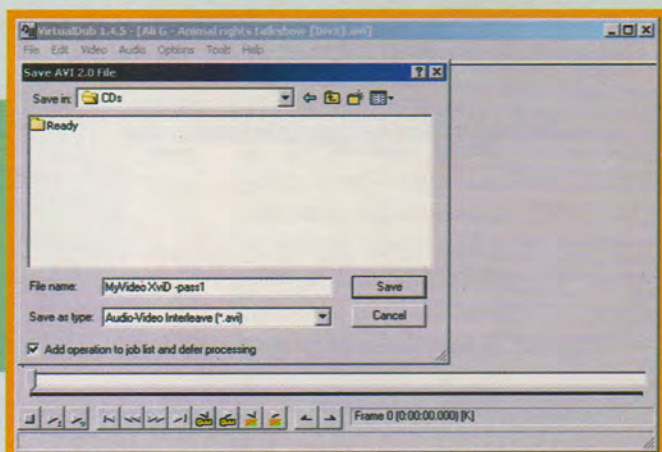 VirtualDub 1.4.5 - [Ali G - Animal rights talkshow [DivX].avi]
File Edit Video Audio Options Tools Help
Save AVI 2.0 File
Save in: CDs
Ready
File name: MyVideo XviD -pass1
Save
Save as type: Audio-Video Interleave (*.avi)
Cancel
Add operation to job list and defer processing
Frame 0 (0:00:00.000) [K]